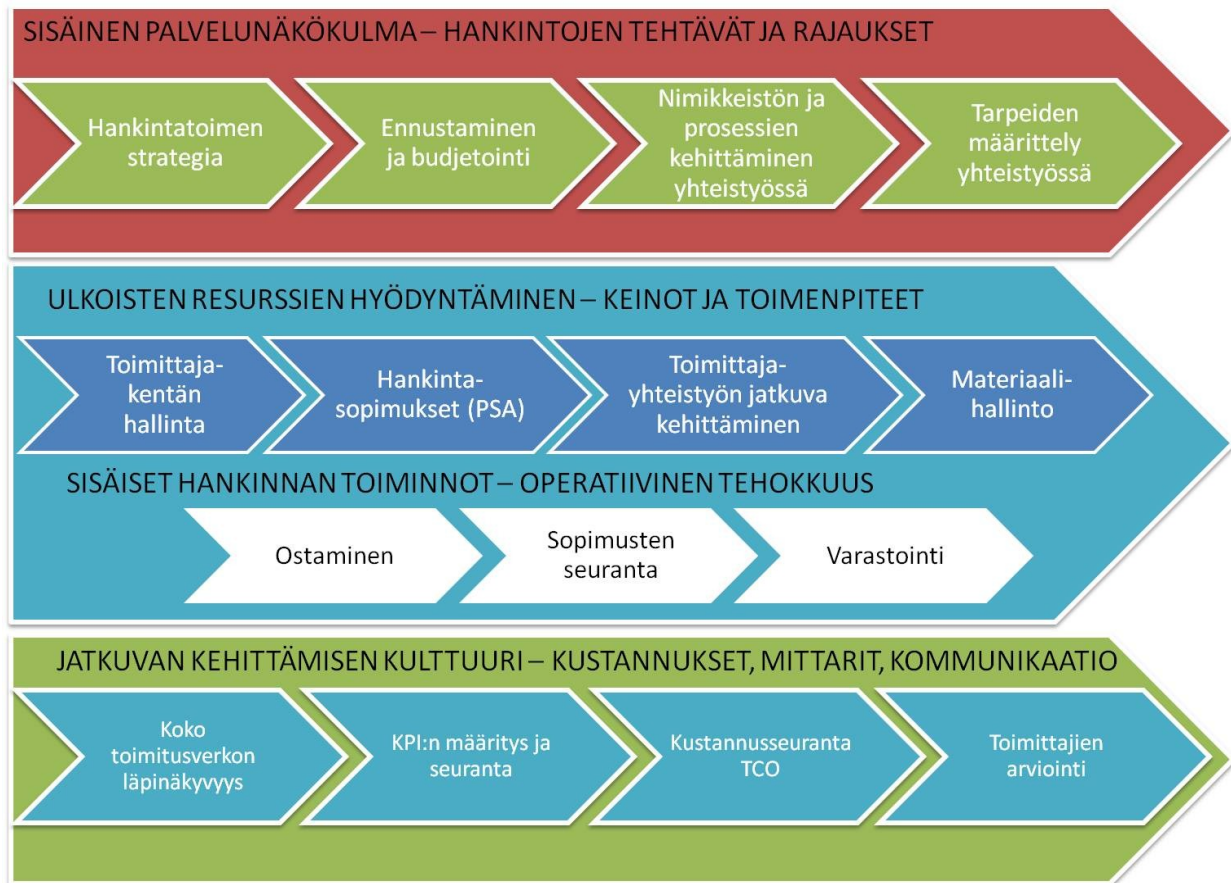 SISÄINEN PALVELUNÄKÖKULMA – HANKINTOJEN TEHTÄVÄT JA RAJAUKSET
Hankintatoimen
strategia
Ennustaminen
ja budjetointi
Nimikkeistön ja
prosessien
kehittäminen
yhteistyössä
Tarpeiden
määrittely
yhteistyössä
ULKOISTEN RESURSSIEN HYÖDYNTÄMINEN – KEINOT JA TOIMENPITEET
Toimittaja-
kentän
hallinta
Hankinta-
sopimukset (PSA)
Toimittaja-
yhteistyön jatkuva
kehittäminen
Materiaali-
hallinto
SISÄISET HANKINNAN TOIMINNOT – OPERATIIVINEN TEHOKKUUS
Ostaminen
Sopimusten
seuranta
Varastointi
JATKUVAN KEHITTÄMISEN KULTTUURI – KUSTANNUKSET, MITTARIT, KOMMUNIKAATIO
Koko
toimitusverkon
läpinäkyvyys
KPI:n määritys ja
seuranta
Kustannusseuranta
TCO
Toimittajien
arviointi